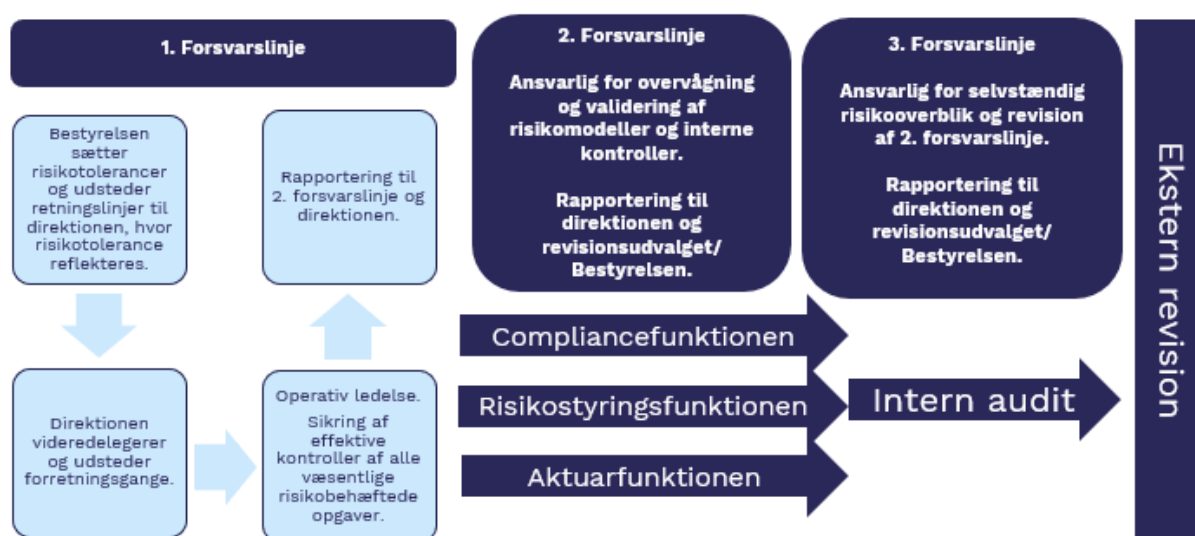 1. Forsvarslinje
Bestyrelsen
sætter
risikotolerancer
og udsteder
retningslinjer til
direktionen, hvor
risikotolerance
reflekteres.
Direktionen
videredelegerer
og udsteder
forretningsgange.
Operativ ledelse.
Sikring af
effektive
kontroller af alle
væsentlige
risikobehæftede
opgaver.
Rapportering til
2. forsvarslinje og
direktionen.
2. Forsvarslinje
Ansvarlig for overvågning
og validering af
risikomodeller og interne
kontroller.
Rapportering til
direktionen og
revisionsudvalget/
Bestyrelsen.
3. Forsvarslinje
Ansvarlig for selvstændig
risikooverblik og revision
af 2. forsvarslinje.
Rapportering til
direktionen og
revisionsudvalget/
Bestyrelsen.
Compliancefunktionen
Risikostyringsfunktionen
Aktuarfunktionen
Intern audit
Ekstern revision